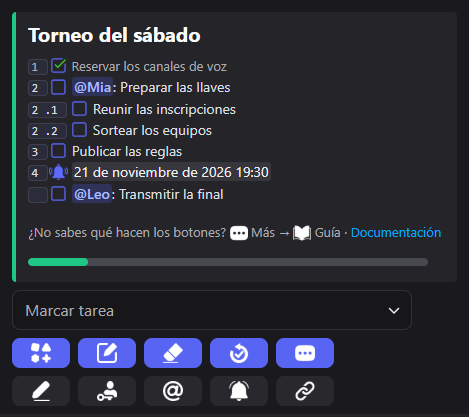 Torneo del sábado
1 Reservar los canales de voz
2 @Mia: Preparar las llaves
2 .1 Reunir las inscripciones
2 .2 Sortear los equipos
3 Publicar las reglas
4 21 de noviembre de 2026 19:30
@Leo: Transmitir la final
¿No sabes qué hacen los botones? Más → Guía · Documentación
Marcar tarea
@